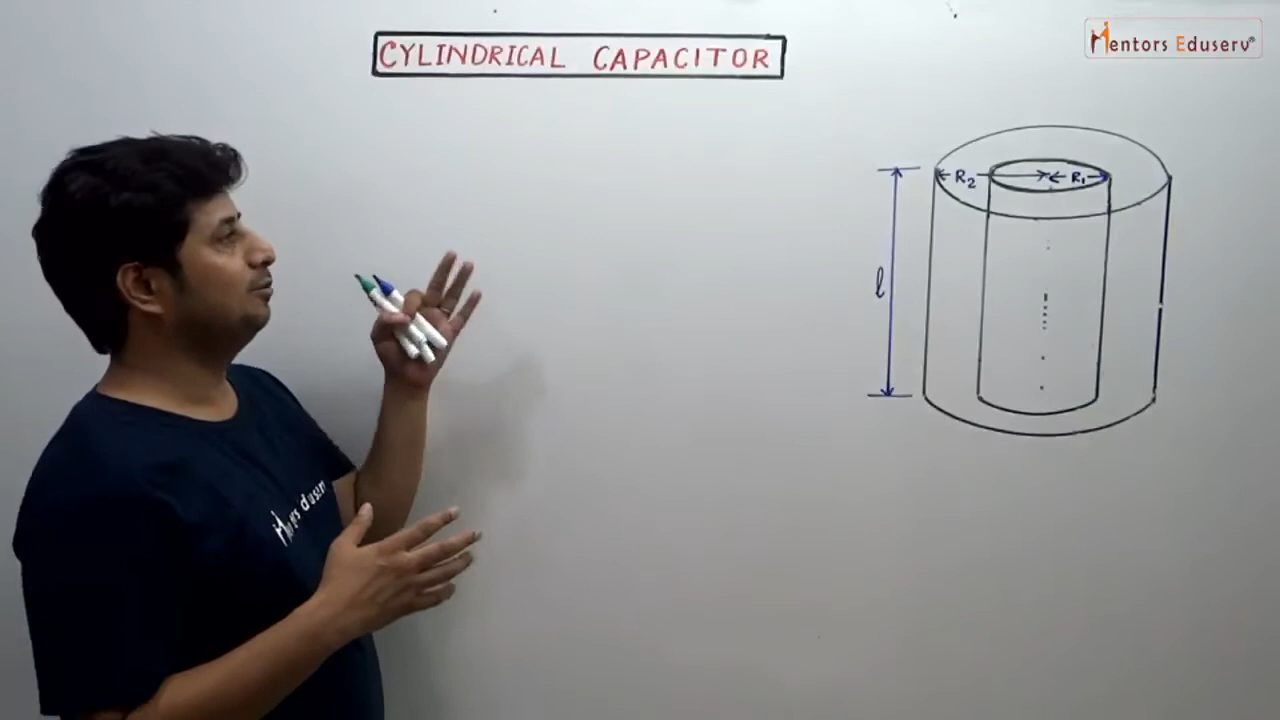 CYLINDRICAL CAPACITOR
Mentors Eduserv®
R₂
R₁
l